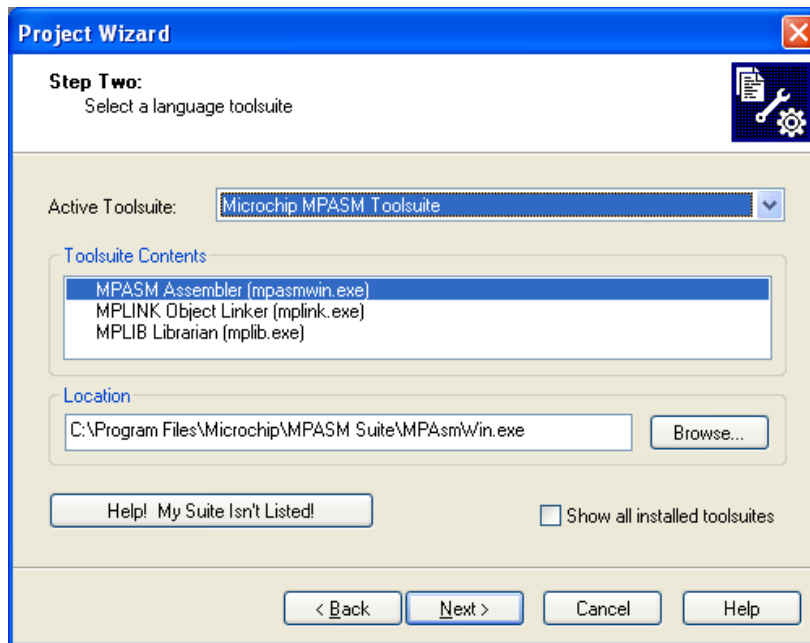 Project Wizard
Step Two:
Select a language toolsuite
Active Toolsuite:
Microchip MPASM Toolsuite
Toolsuite Contents
MPASM Assembler (mpasmwin.exe)
MPLINK Object Linker (mplink.exe)
MPLIB Librarian (mplib.exe)
Location
C:\Program Files\Microchip\MPASM Suite\MPAsmWin.exe
Browse...
Help! My Suite Isn't Listed!
Show all installed toolsuites
< Back
Next >
Cancel
Help